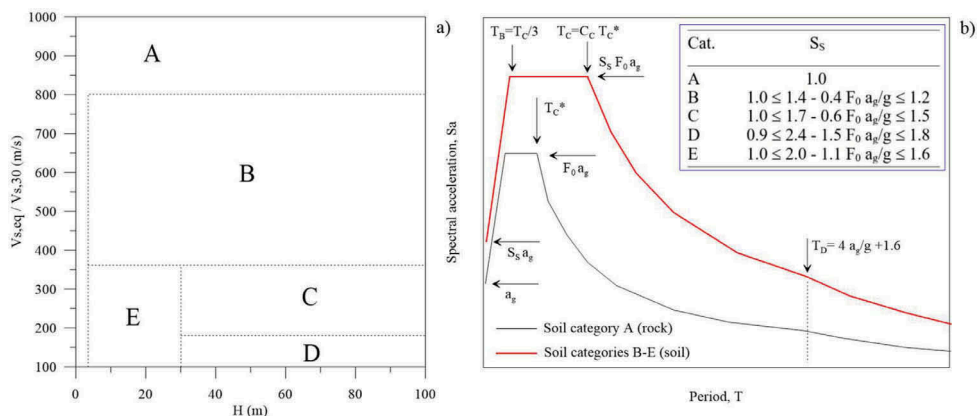 a)
1000
900
800
700
600
500
400
300
200
100
Vs,eq / Vs,30 (m/s)
A
B
C
E
D
0 20 40 60 80 100
H (m)
b)
T_B=T_C/3
T_C=C_C T_C*
S_S F_0 a_g
T_C*
F_0 a_g
S_S a_g
a_g
T_D= 4 a_g/g +1.6
Cat. S_S
A 1.0
B 1.0 ≤ 1.4 - 0.4 F_0 a_g/g ≤ 1.2
C 1.0 ≤ 1.7 - 0.6 F_0 a_g/g ≤ 1.5
D 0.9 ≤ 2.4 - 1.5 F_0 a_g/g ≤ 1.8
E 1.0 ≤ 2.0 - 1.1 F_0 a_g/g ≤ 1.6
Spectral acceleration, Sa
Soil category A (rock)
Soil categories B-E (soil)
Period, T